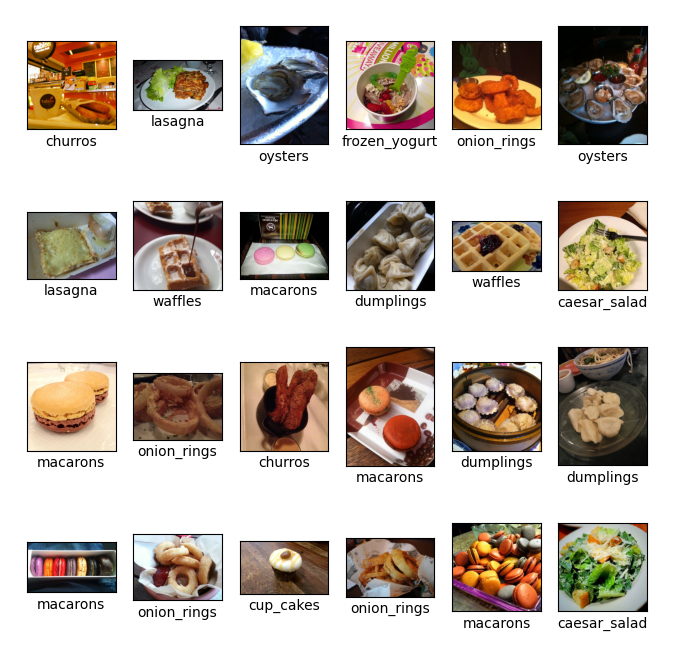 churros
lasagna
oysters
frozen_yogurt
onion_rings
oysters
lasagna
waffles
macarons
dumplings
waffles
caesar_salad
macarons
onion_rings
churros
macarons
dumplings
dumplings
macarons
onion_rings
cup_cakes
onion_rings
macarons
caesar_salad